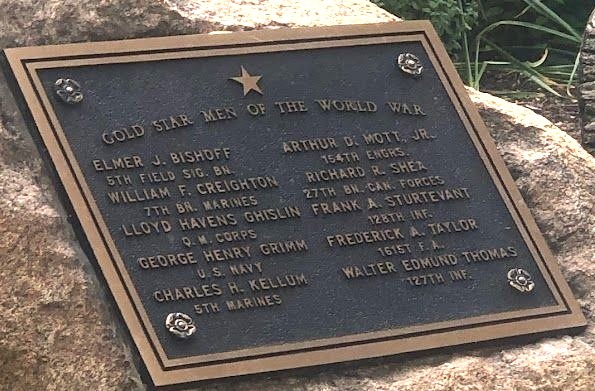 GOLD STAR MEN OF THE WORLD WAR
ELMER J. BISHOFF
5TH FIELD SIG. BN.
WILLIAM F. CREIGHTON
7TH BN. MARINES
LLOYD HAVENS GHISLIN
Q. M. CORPS
GEORGE HENRY GRIMM
U. S. NAVY
CHARLES H. KELLUM
5TH MARINES
ARTHUR D. MOTT, JR.
154TH ENGRS.
RICHARD R. SHEA
27TH BN. CAN. FORCES
FRANK A. STURTEVANT
128TH INF.
FREDERICK A. TAYLOR
161ST F. A.
WALTER EDMUND THOMAS
127TH INF.